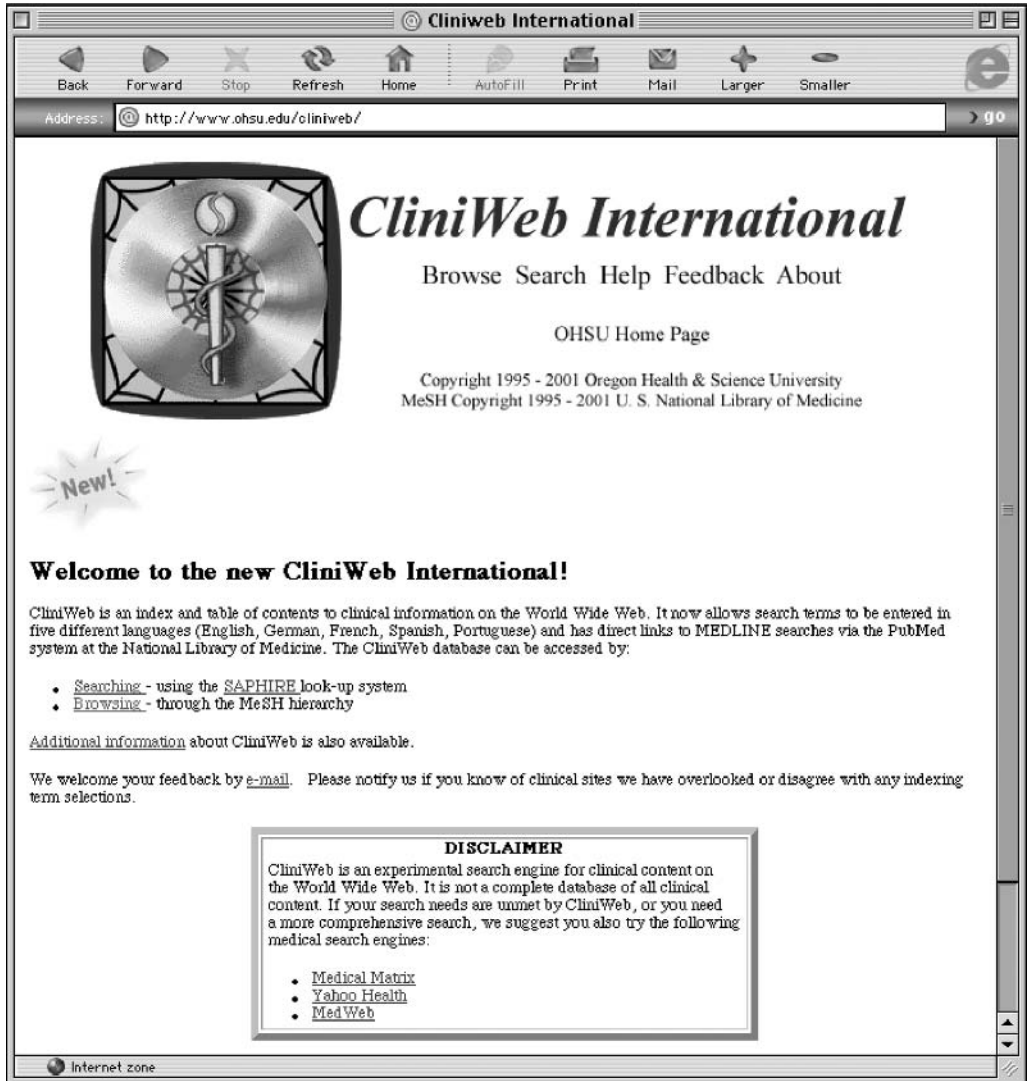 Cliniweb International
Back Forward Stop Refresh Home AutoFill Print Mail Larger Smaller
Address: http://www.ohsu.edu/cliniweb/ go
CliniWeb International
Browse Search Help Feedback About
OHSU Home Page
Copyright 1995 - 2001 Oregon Health & Science University
MeSH Copyright 1995 - 2001 U. S. National Library of Medicine
New!
Welcome to the new CliniWeb International!
CliniWeb is an index and table of contents to clinical information on the World Wide Web. It now allows search terms to be entered in
five different languages (English, German, French, Spanish, Portuguese) and has direct links to MEDLINE searches via the PubMed
system at the National Library of Medicine. The CliniWeb database can be accessed by:
• Searching - using the SAPHIRE look-up system
• Browsing - through the MeSH hierarchy
Additional information about CliniWeb is also available.
We welcome your feedback by e-mail. Please notify us if you know of clinical sites we have overlooked or disagree with any indexing
term selections.
DISCLAIMER
CliniWeb is an experimental search engine for clinical content on
the World Wide Web. It is not a complete database of all clinical
content. If your search needs are unmet by CliniWeb, or you need
a more comprehensive search, we suggest you also try the following
medical search engines:
• Medical Matrix
• Yahoo Health
• MedWeb
Internet zone